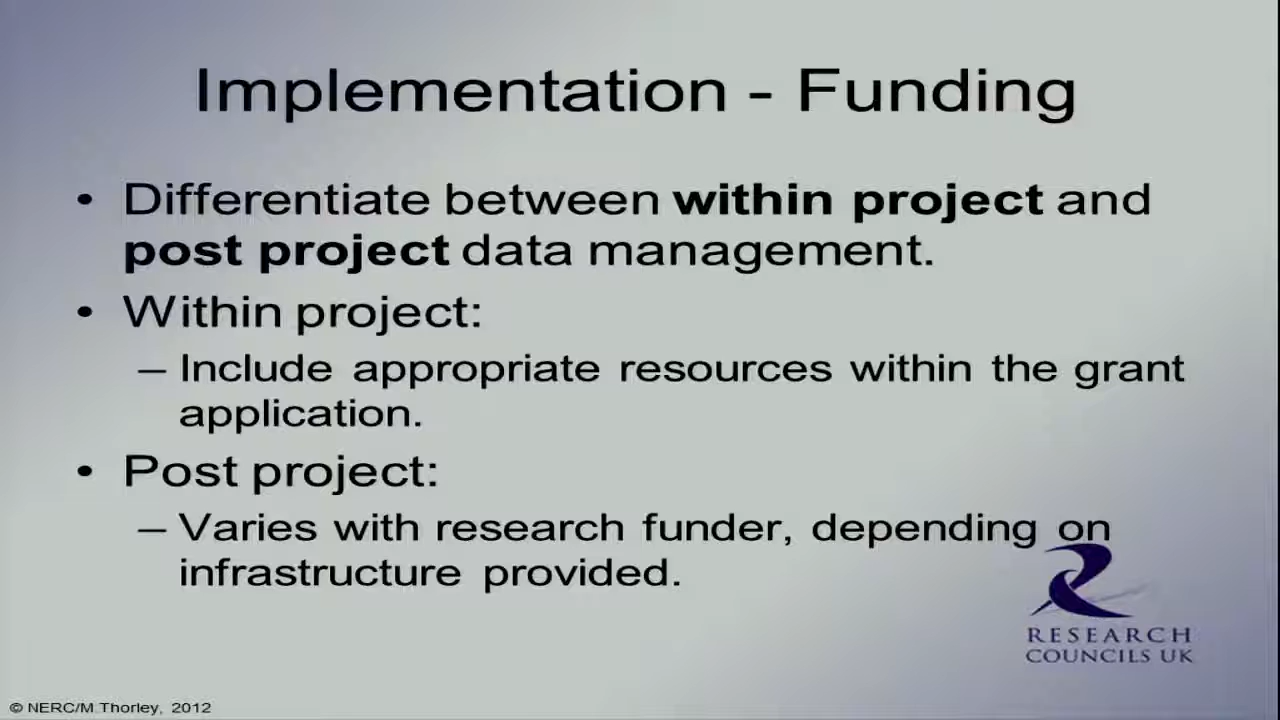 Implementation - Funding
• Differentiate between within project and
post project data management.
• Within project:
– Include appropriate resources within the grant
application.
• Post project:
– Varies with research funder, depending on
infrastructure provided.
RESEARCH
COUNCILS UK
© NERC/M Thorley, 2012